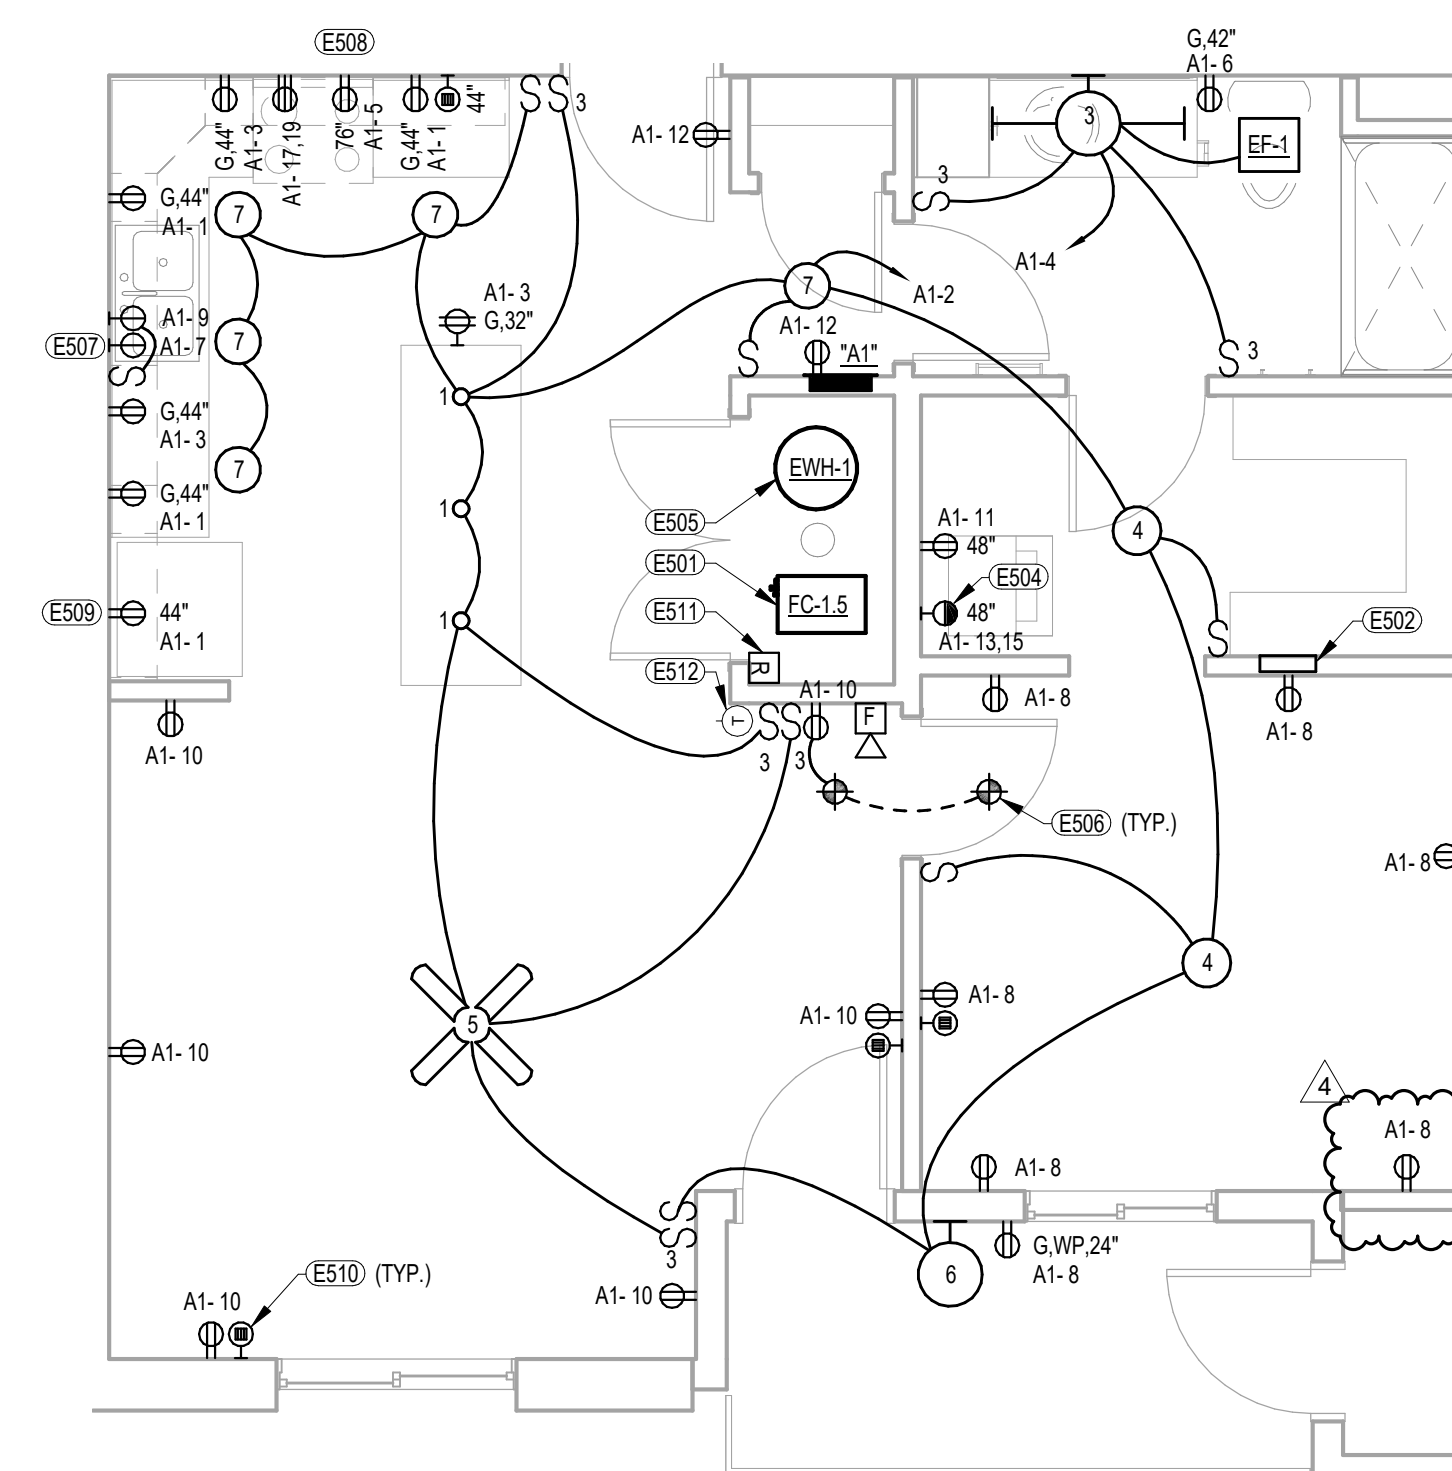 E508
G,42"
A1- 6
G,44"
A1- 3
A1- 17,19
76"
A1- 5
G,44"
A1- 1
44"
3
A1- 12
3
EF-1
3
G,44"
A1- 1
7
7
A1-4
7
A1-2
A1- 3
G,32"
A1- 9
E507
A1- 7
7
A1- 12
"A1"
3
1
G,44"
A1- 3
7
EWH-1
G,44"
A1- 1
1
E505
A1- 11
48"
4
E501
E504
FC-1.5
E509
44"
A1- 1
1
E511
48"
A1- 13,15
E502
R
E512
T
A1- 10
F
A1- 8
A1- 8
A1- 10
3
3
E506 (TYP.)
A1- 8
4
A1- 8
A1- 10
5
A1- 10
4
A1- 8
A1- 8
3
G,WP,24"
A1- 8
6
E510 (TYP.)
A1- 10
A1- 10